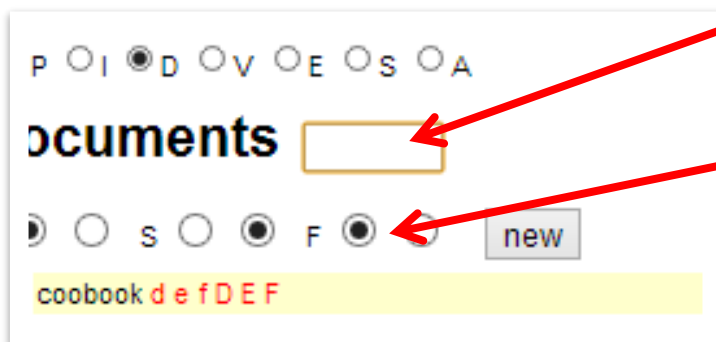 P I D V E S A
ocuments
S F new
coobook d e f D E F